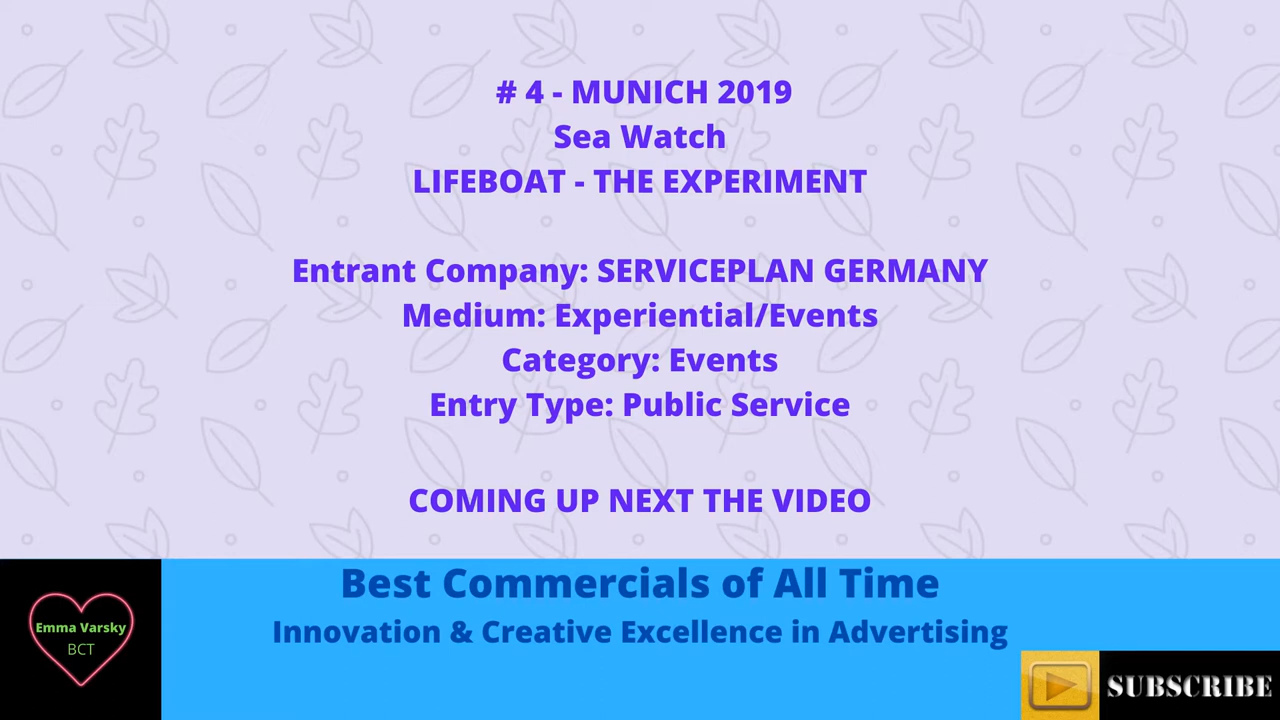 # 4 - MUNICH 2019
Sea Watch
LIFEBOAT - THE EXPERIMENT
Entrant Company: SERVICEPLAN GERMANY
Medium: Experiential/Events
Category: Events
Entry Type: Public Service
COMING UP NEXT THE VIDEO
Best Commercials of All Time
Innovation & Creative Excellence in Advertising
Emma Varsky
BCT
SUBSCRIBE